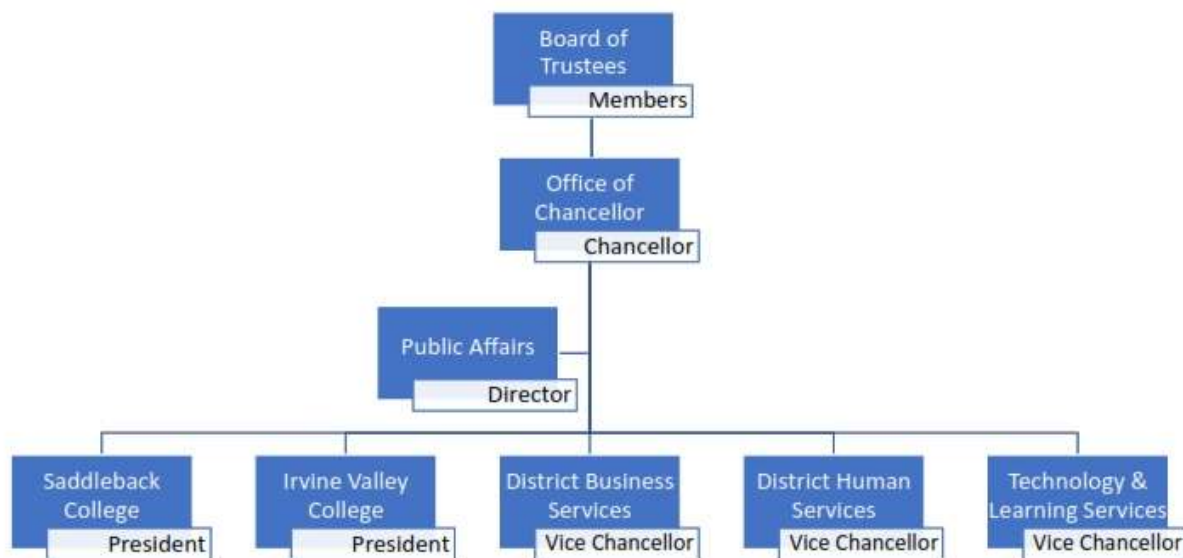 Board of
Trustees
Members
Office of
Chancellor
Chancellor
Public Affairs
Director
Saddleback
College
President
Irvine Valley
College
President
District Business
Services
Vice Chancellor
District Human
Services
Vice Chancellor
Technology &
Learning Services
Vice Chancellor